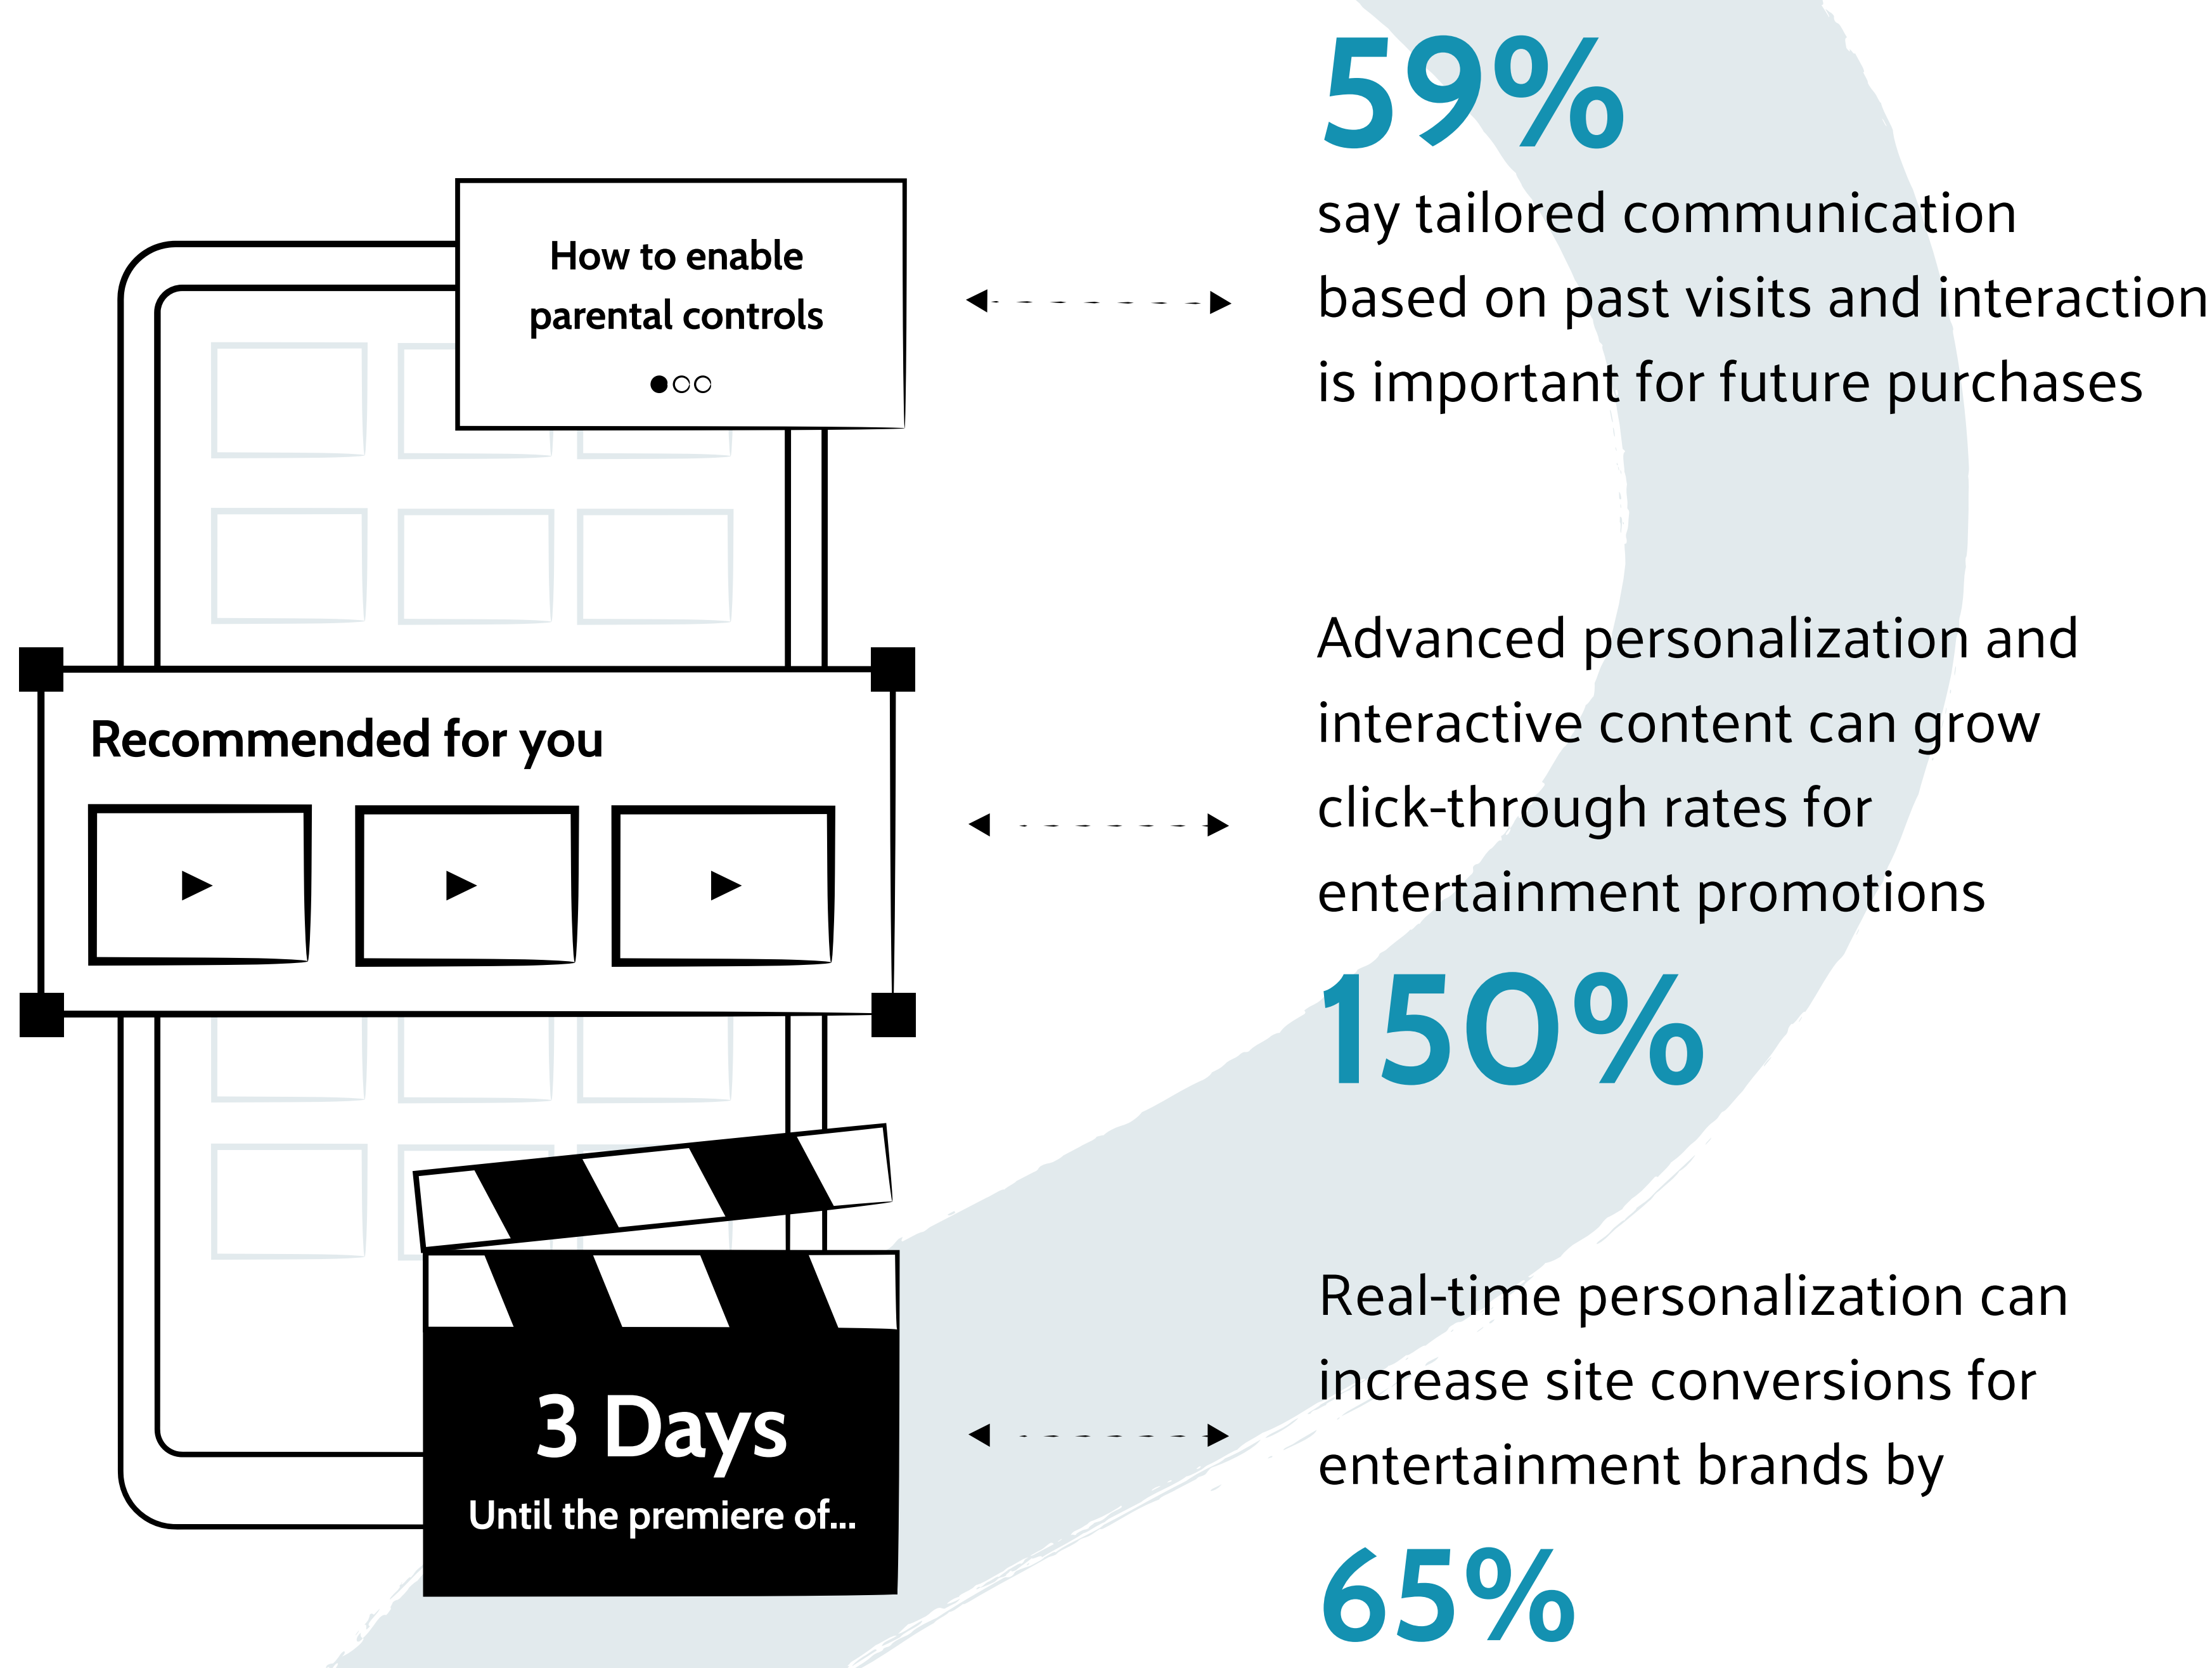 How to enable
parental controls
Recommended for you
3 Days
Until the premiere of....
59%
say tailored communication
based on past visits and interaction
is important for future purchases
Advanced personalization and
interactive content can grow
click-through rates for
entertainment promotions
150%
Real-time personalization can
increase site conversions for
entertainment brands by
65%